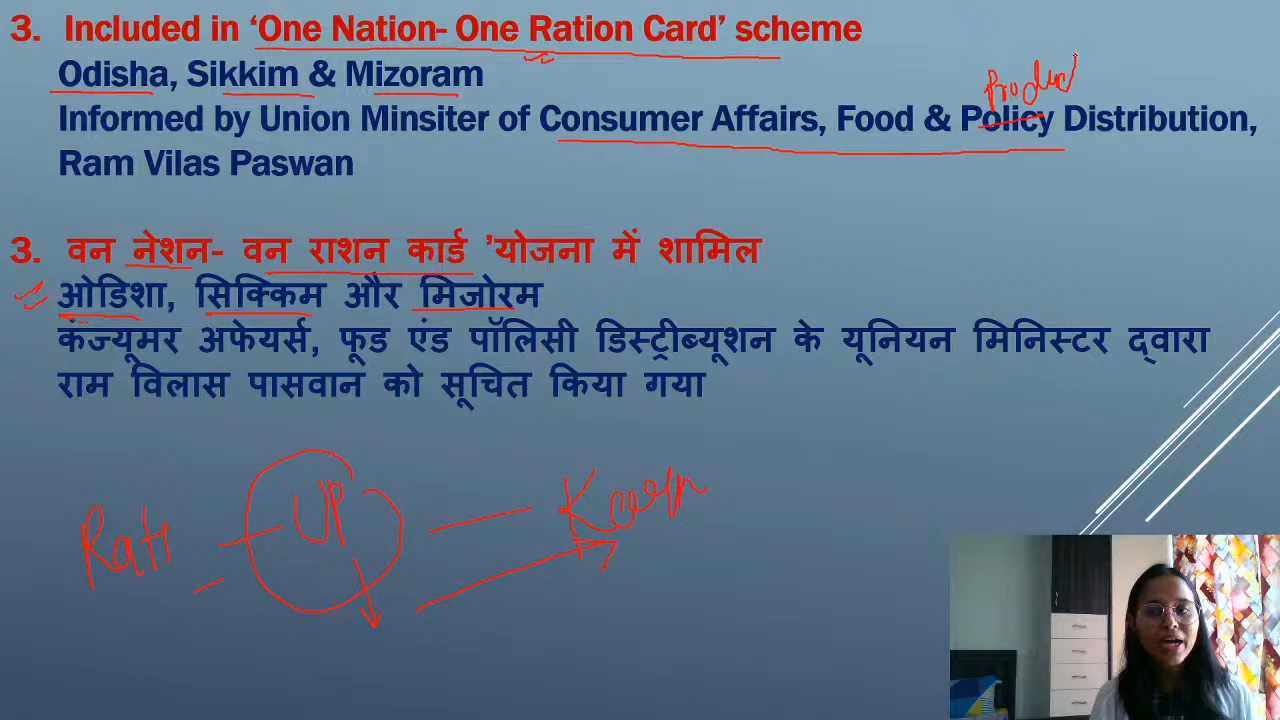 3. Included in ‘One Nation- One Ration Card’ scheme
Odisha, Sikkim & Mizoram
Informed by Union Minsiter of Consumer Affairs, Food & Policy Distribution,
Ram Vilas Paswan
3. वन नेशन- वन राशन कार्ड ’योजना में शामिल
ओडिशा, सिक्किम और मिजोरम
कंज्यूमर अफेयर्स, फूड एंड पॉलिसी डिस्ट्रीब्यूशन के यूनियन मिनिस्टर द्वारा
राम विलास पासवान को सूचित किया गया
UP